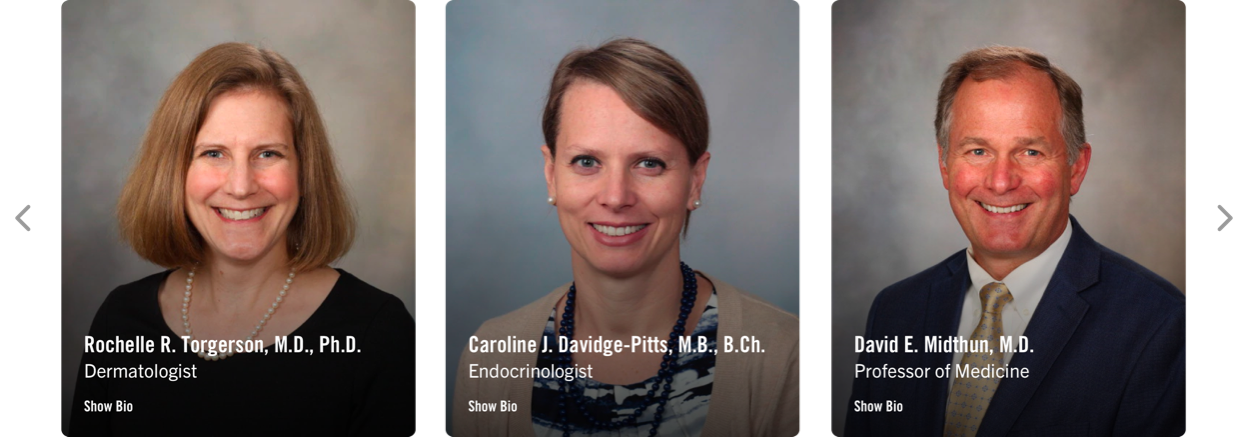 Rochelle R. Torgerson, M.D., Ph.D.
Dermatologist
Show Bio
Caroline J. Davidge-Pitts, M.B., B.Ch.
Endocrinologist
Show Bio
David E. Midthun, M.D.
Professor of Medicine
Show Bio